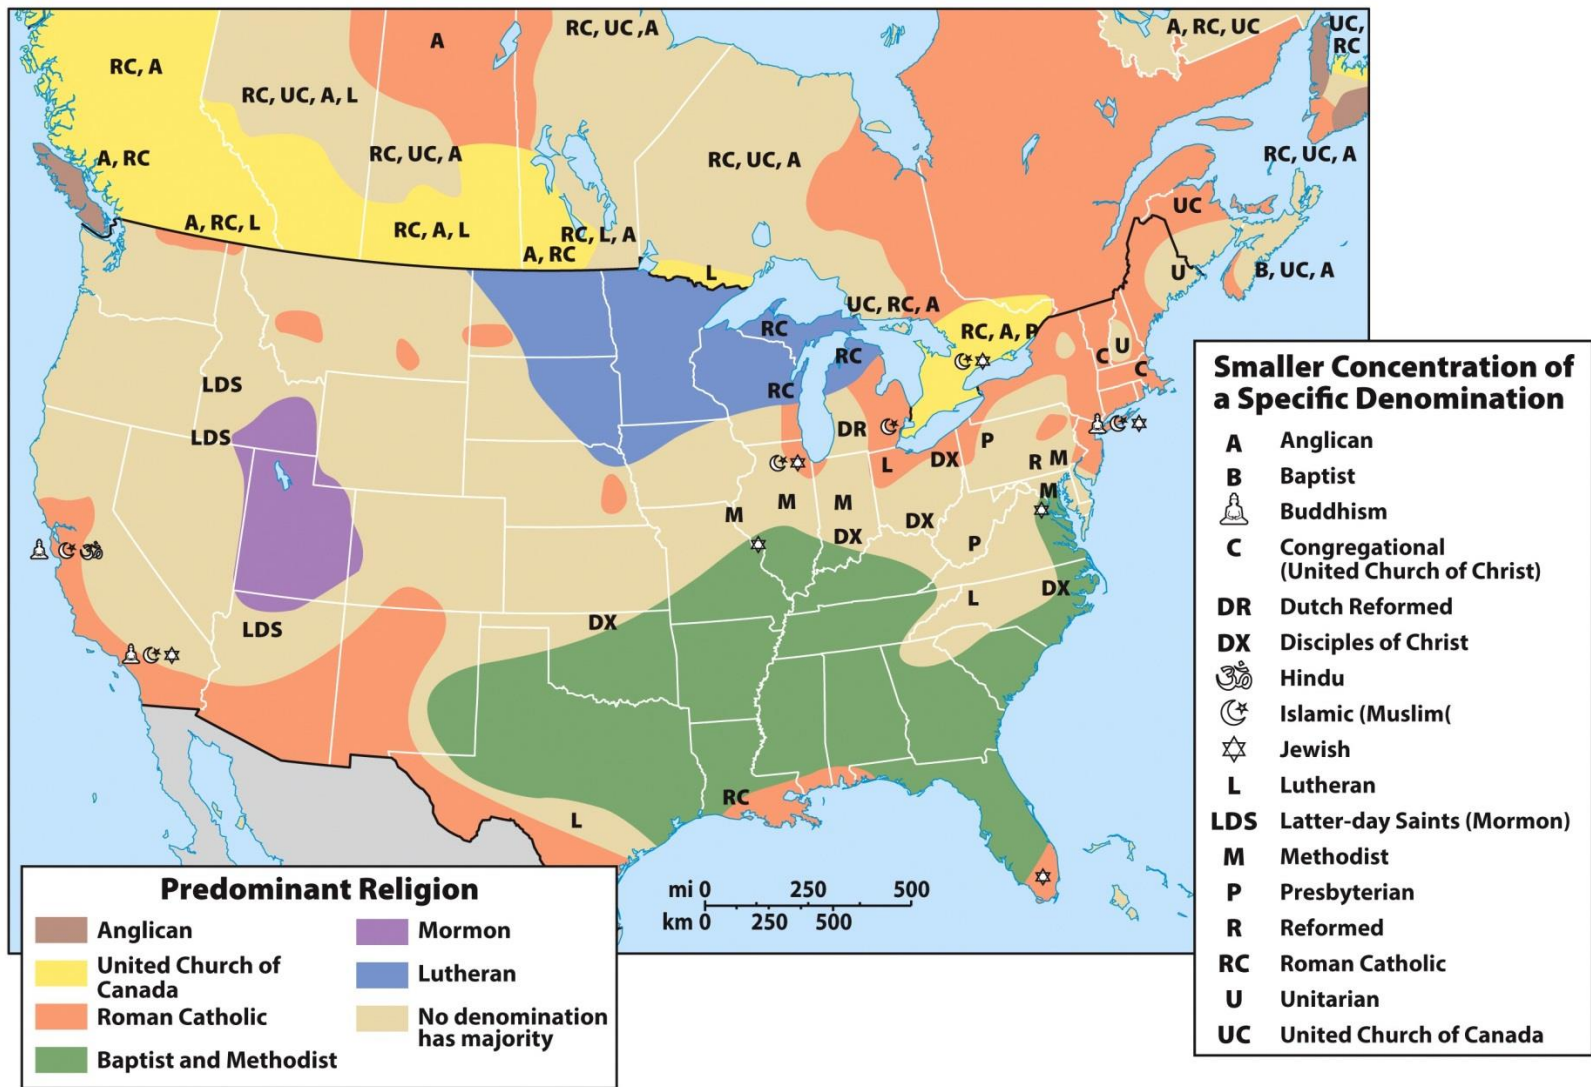 A
RC, UC ,A
A, RC, UC
UC,
RC
RC, A
RC, UC, A, L
A, RC
RC, UC, A
RC, UC, A
RC, UC, A
UC
A, RC, L
RC, A, L
A, RC
RC, L, A
L
U
B, UC, A
UC, RC, A
RC, A, P
RC
RC
RC
C
U
C
LDS
LDS
LDS
DR
L
DX
P
R
M
M
M
M
M
DX
DX
P
DX
L
DX
RC
L
Predominant Religion
Anglican
United Church of
Canada
Roman Catholic
Baptist and Methodist
Mormon
Lutheran
No denomination
has majority
mi 0 250 500
km 0 250 500
Smaller Concentration of
a Specific Denomination
A Anglican
B Baptist
Buddhism
C Congregational
(United Church of Christ)
DR Dutch Reformed
DX Disciples of Christ
Hindu
Islamic (Muslim(
Jewish
L Lutheran
LDS Latter-day Saints (Mormon)
M Methodist
P Presbyterian
R Reformed
RC Roman Catholic
U Unitarian
UC United Church of Canada